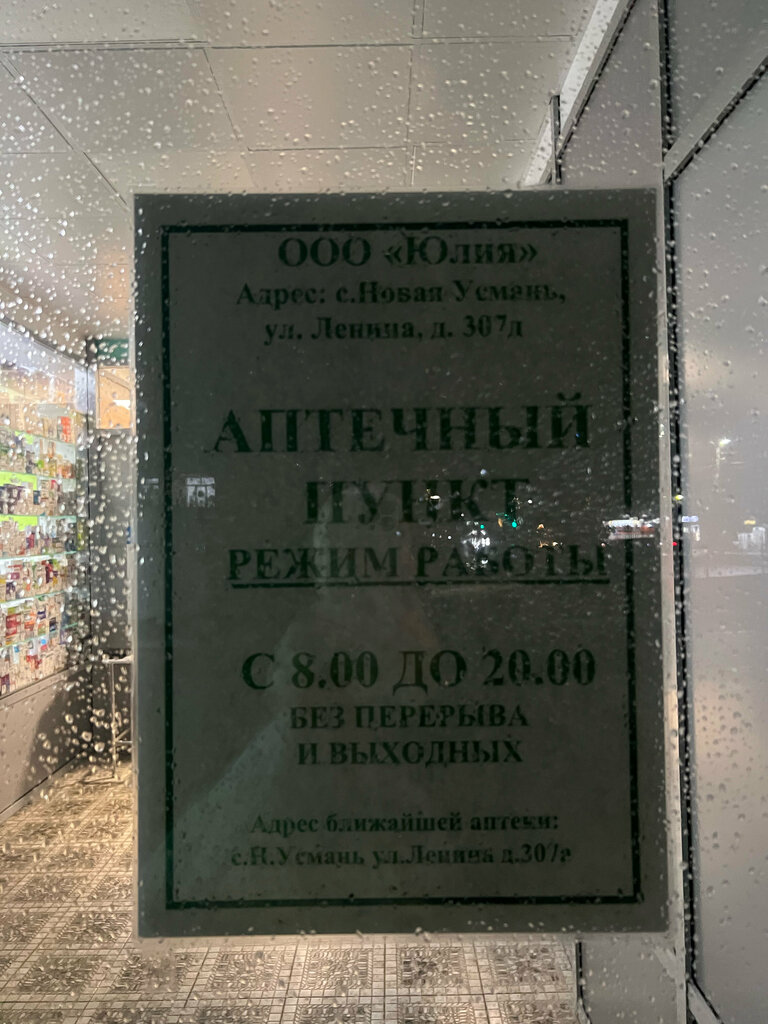 ООО «Юлия»
Адрес: с.Новая Усмань,
ул. Ленина, д. 307д
АПТЕЧНЫЙ
ПУНКТ
РЕЖИМ РАБОТЫ
С 8.00 ДО 20.00
БЕЗ ПЕРЕРЫВА
И ВЫХОДНЫХ
Адрес ближайшей аптеки:
с.Н.Усмань ул.Ленина